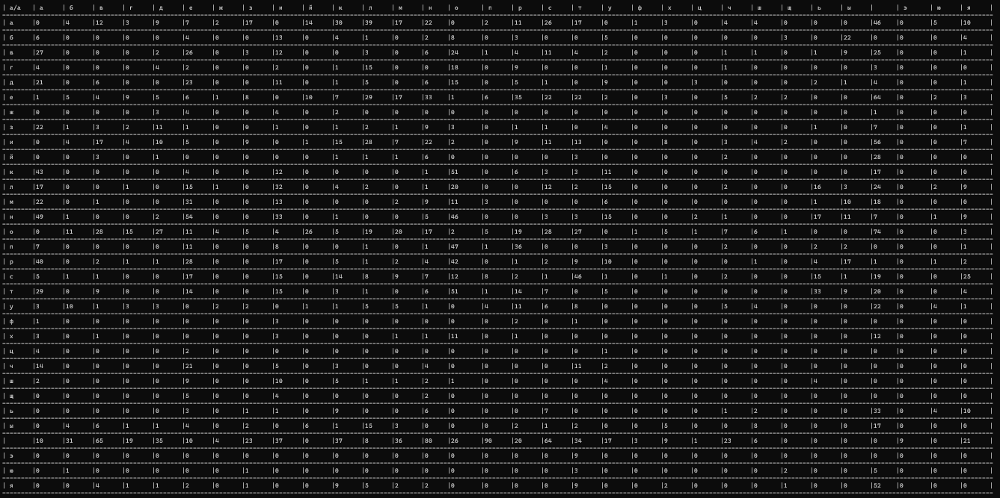 | а/а | а | б | в | г | д | е | ж | з | и | й | к | л | м | н | о | п | р | с | т | у | ф | х | ц | ч | ш | щ | ь | ы | | э | ю | я |
| а |0 |4 |12 |3 |9 |7 |2 |17 |0 |14 |30 |39 |17 |22 |0 |2 |11 |26 |17 |0 |1 |3 |0 |4 |4 |0 |0 |0 |46 |0 |5 |10 |
| б |6 |0 |0 |0 |0 |4 |0 |0 |13 |0 |4 |1 |0 |2 |8 |0 |3 |0 |0 |5 |0 |0 |0 |0 |0 |3 |0 |22 |0 |0 |0 |4 |
| в |27 |0 |0 |0 |2 |26 |0 |3 |12 |0 |0 |3 |0 |6 |24 |1 |4 |11 |4 |2 |0 |0 |0 |1 |1 |0 |1 |9 |25 |0 |0 |1 |
| г |4 |0 |0 |0 |4 |2 |0 |0 |2 |0 |1 |15 |0 |0 |18 |0 |9 |0 |0 |1 |0 |0 |0 |1 |0 |0 |0 |0 |3 |0 |0 |0 |
| д |21 |0 |6 |0 |0 |23 |0 |0 |11 |0 |1 |5 |0 |6 |15 |0 |5 |1 |0 |9 |0 |0 |3 |0 |0 |0 |2 |1 |4 |0 |0 |1 |
| е |1 |5 |4 |9 |5 |6 |1 |8 |0 |10 |7 |29 |17 |33 |1 |6 |35 |22 |22 |2 |0 |3 |0 |5 |2 |2 |0 |0 |64 |0 |2 |3 |
| ж |0 |0 |0 |0 |3 |4 |0 |0 |4 |0 |2 |0 |0 |0 |0 |0 |0 |0 |0 |0 |0 |0 |0 |0 |0 |0 |0 |0 |1 |0 |0 |0 |
| з |22 |1 |3 |2 |11 |1 |0 |0 |1 |0 |1 |2 |1 |9 |3 |0 |1 |1 |0 |4 |0 |0 |0 |0 |0 |0 |1 |0 |7 |0 |0 |1 |
| и |0 |4 |17 |4 |10 |5 |0 |9 |0 |1 |15 |28 |7 |22 |2 |0 |9 |11 |13 |0 |0 |8 |0 |3 |4 |2 |0 |0 |56 |0 |0 |7 |
| й |0 |0 |3 |0 |1 |0 |0 |0 |0 |0 |1 |1 |1 |6 |0 |0 |0 |0 |3 |0 |0 |0 |0 |2 |0 |0 |0 |0 |28 |0 |0 |0 |
| к |43 |0 |0 |0 |0 |4 |0 |0 |12 |0 |0 |0 |0 |1 |51 |0 |6 |3 |3 |11 |0 |0 |0 |0 |0 |0 |0 |0 |17 |0 |0 |0 |
| л |17 |0 |0 |1 |0 |15 |1 |0 |32 |0 |4 |2 |0 |1 |20 |0 |0 |12 |2 |15 |0 |0 |0 |2 |0 |0 |16 |3 |24 |0 |2 |9 |
| м |22 |0 |1 |0 |0 |31 |0 |0 |13 |0 |0 |0 |2 |9 |11 |3 |0 |0 |0 |6 |0 |0 |0 |0 |0 |0 |1 |10 |18 |0 |0 |0 |
| н |49 |1 |0 |0 |2 |54 |0 |0 |33 |0 |1 |0 |0 |5 |46 |0 |0 |3 |3 |15 |0 |0 |2 |1 |0 |0 |17 |11 |7 |0 |1 |9 |
| о |0 |11 |28 |15 |27 |11 |4 |5 |4 |26 |5 |19 |20 |17 |2 |5 |19 |28 |27 |0 |1 |5 |1 |7 |6 |1 |0 |0 |74 |0 |0 |3 |
| п |7 |0 |0 |0 |0 |11 |0 |0 |8 |0 |0 |1 |0 |1 |47 |1 |36 |0 |0 |3 |0 |0 |0 |2 |0 |0 |2 |2 |0 |0 |0 |1 |
| р |40 |0 |2 |1 |1 |28 |0 |0 |17 |0 |5 |1 |2 |4 |42 |0 |1 |2 |9 |10 |0 |0 |0 |0 |1 |0 |4 |17 |1 |0 |1 |2 |
| с |5 |1 |1 |0 |0 |17 |0 |0 |15 |0 |14 |8 |9 |7 |12 |8 |2 |1 |46 |1 |0 |1 |0 |2 |0 |0 |15 |1 |19 |0 |0 |25 |
| т |29 |0 |9 |0 |0 |14 |0 |0 |15 |0 |3 |1 |0 |6 |51 |1 |14 |7 |0 |5 |0 |0 |0 |0 |0 |0 |33 |9 |20 |0 |0 |4 |
| у |3 |10 |1 |3 |3 |0 |2 |2 |0 |1 |1 |5 |5 |1 |0 |4 |11 |6 |8 |0 |0 |0 |0 |5 |4 |0 |0 |0 |22 |0 |4 |1 |
| ф |1 |0 |0 |0 |0 |0 |0 |0 |3 |0 |0 |0 |0 |0 |0 |0 |2 |0 |1 |0 |0 |0 |0 |0 |0 |0 |0 |0 |0 |0 |0 |0 |
| х |3 |0 |1 |0 |0 |0 |0 |0 |3 |0 |0 |0 |1 |1 |11 |0 |1 |0 |0 |0 |0 |0 |0 |0 |0 |0 |0 |0 |12 |0 |0 |0 |
| ц |4 |0 |0 |0 |0 |2 |0 |0 |0 |0 |0 |0 |0 |0 |0 |0 |0 |0 |0 |1 |0 |0 |0 |0 |0 |0 |0 |0 |0 |0 |0 |0 |
| ч |14 |0 |0 |0 |0 |21 |0 |0 |5 |0 |3 |0 |0 |4 |0 |0 |0 |0 |11 |2 |0 |0 |0 |0 |0 |0 |0 |0 |0 |0 |0 |0 |
| ш |2 |0 |0 |0 |0 |9 |0 |0 |10 |0 |5 |1 |1 |2 |1 |0 |0 |0 |0 |4 |0 |0 |0 |0 |0 |0 |4 |0 |0 |0 |0 |0 |
| щ |0 |0 |0 |0 |0 |5 |0 |0 |4 |0 |0 |0 |0 |2 |0 |0 |0 |0 |0 |0 |0 |0 |0 |0 |0 |0 |0 |0 |0 |0 |0 |0 |
| ь |0 |0 |0 |0 |0 |3 |0 |1 |1 |0 |9 |0 |0 |6 |0 |0 |0 |7 |0 |0 |0 |0 |0 |1 |2 |0 |0 |0 |33 |0 |4 |10 |
| ы |0 |4 |6 |1 |1 |4 |0 |2 |0 |6 |1 |15 |3 |0 |0 |0 |2 |1 |2 |0 |0 |5 |0 |0 |8 |0 |0 |0 |17 |0 |0 |0 |
| |10 |31 |65 |19 |35 |10 |4 |23 |37 |0 |37 |8 |36 |80 |26 |90 |20 |64 |34 |17 |3 |9 |1 |23 |6 |0 |0 |0 |0 |9 |0 |21 |
| э |0 |0 |0 |0 |0 |0 |0 |0 |0 |0 |0 |0 |0 |0 |0 |0 |0 |0 |9 |0 |0 |0 |0 |0 |0 |0 |0 |0 |0 |0 |0 |0 |
| ю |0 |1 |0 |0 |0 |0 |0 |1 |0 |0 |0 |0 |0 |0 |0 |0 |0 |0 |3 |0 |0 |0 |0 |0 |0 |2 |0 |0 |5 |0 |0 |0 |
| я |0 |0 |4 |1 |1 |2 |0 |1 |0 |0 |9 |5 |2 |2 |0 |0 |0 |0 |9 |0 |0 |2 |0 |0 |0 |1 |0 |0 |52 |0 |0 |0 |